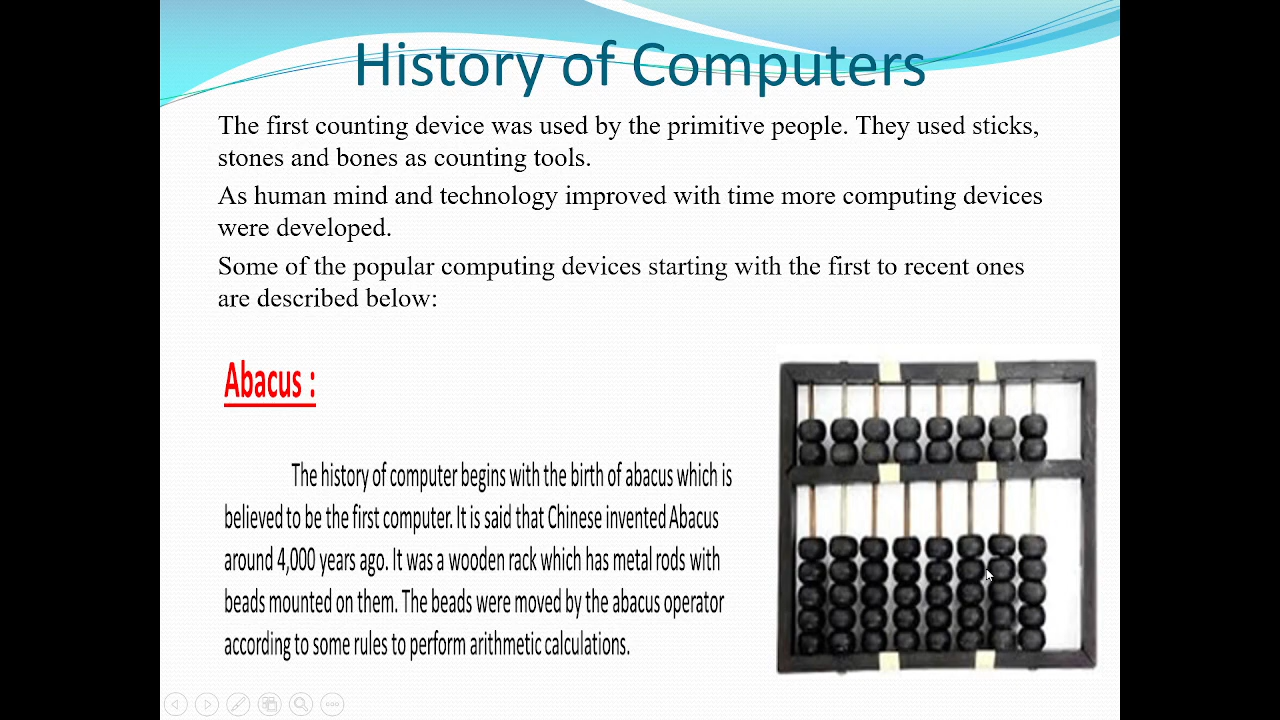 History of Computers
The first counting device was used by the primitive people. They used sticks,
stones and bones as counting tools.
As human mind and technology improved with time more computing devices
were developed.
Some of the popular computing devices starting with the first to recent ones
are described below:
Abacus :
The history of computer begins with the birth of abacus which is
believed to be the first computer. It is said that Chinese invented Abacus
around 4,000 years ago. It was a wooden rack which has metal rods with
beads mounted on them. The beads were moved by the abacus operator
according to some rules to perform arithmetic calculations.